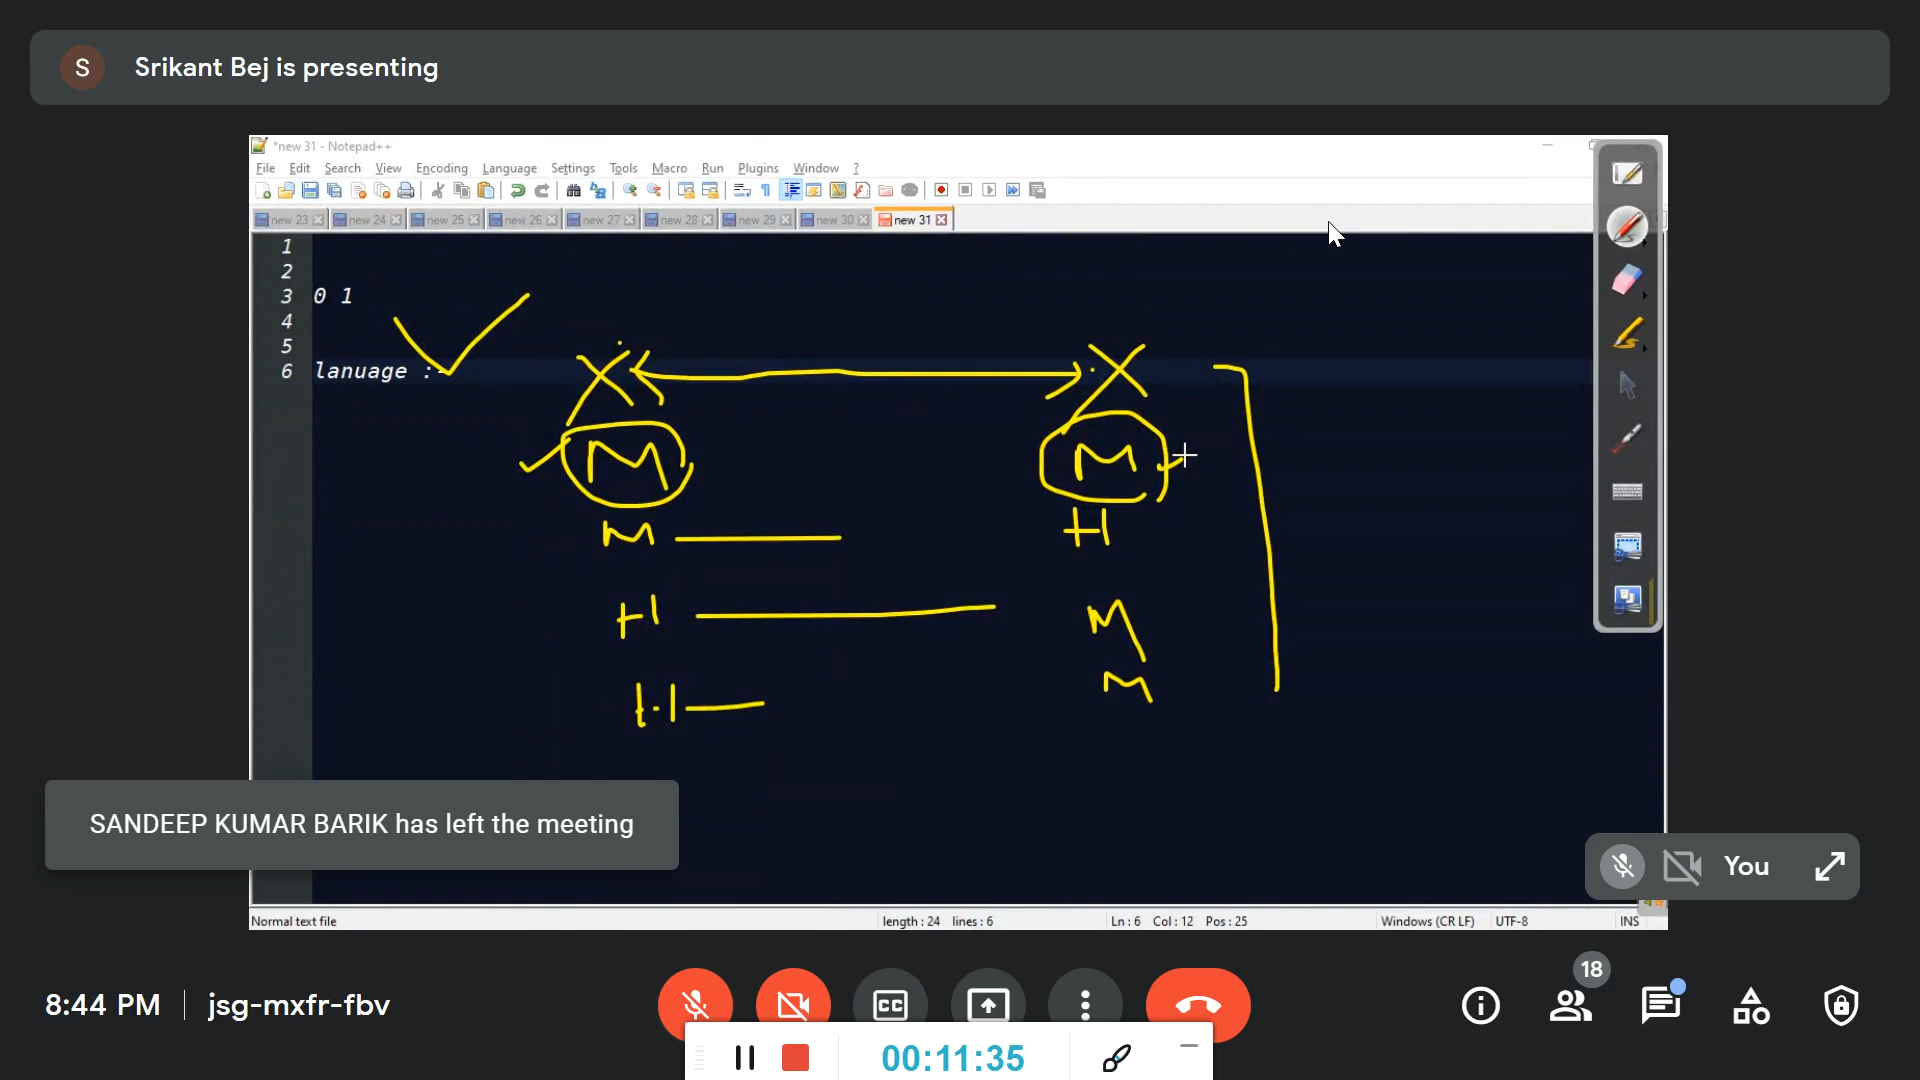 S Srikant Bej is presenting
*new 31 - Notepad++
File Edit Search View Encoding Language Settings Tools Macro Run Plugins Window ?
new 23 new 24 new 25 new 26 new 27 new 28 new 29 new 30 new 31
1
2
3 0 1
4
5
6 lanuage :-
X X
M M
M H
H M
H M
SANDEEP KUMAR BARIK has left the meeting
You
Normal text file length : 24 lines : 6 Ln : 6 Col : 12 Pos : 25 Windows (CR LF) UTF-8 INS
18
8:44 PM jsg-mxfr-fbv CC
00:11:35